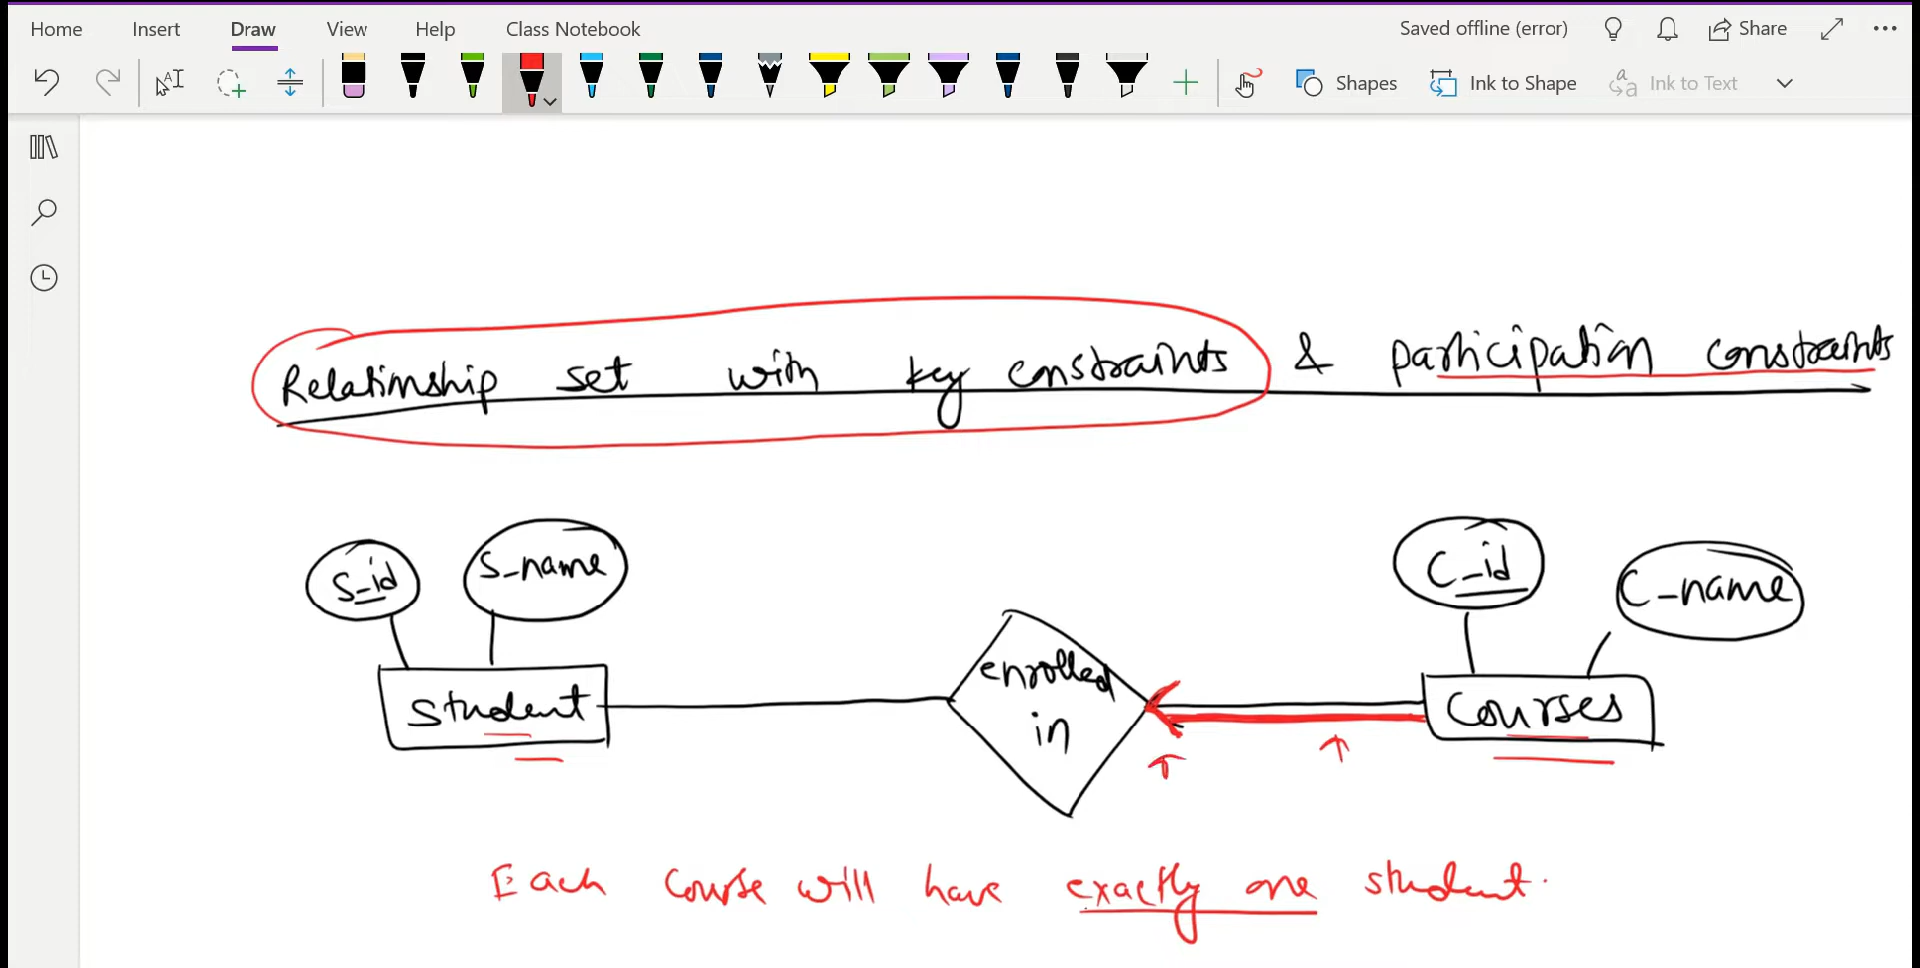 Home Insert Draw View Help Class Notebook Saved offline (error) Share
Shapes Ink to Shape Ink to Text
Relationship set with key constraints & participation constraints
S_id S_name C_id C_name
Student enrolled in Courses
Each course will have exactly one student.